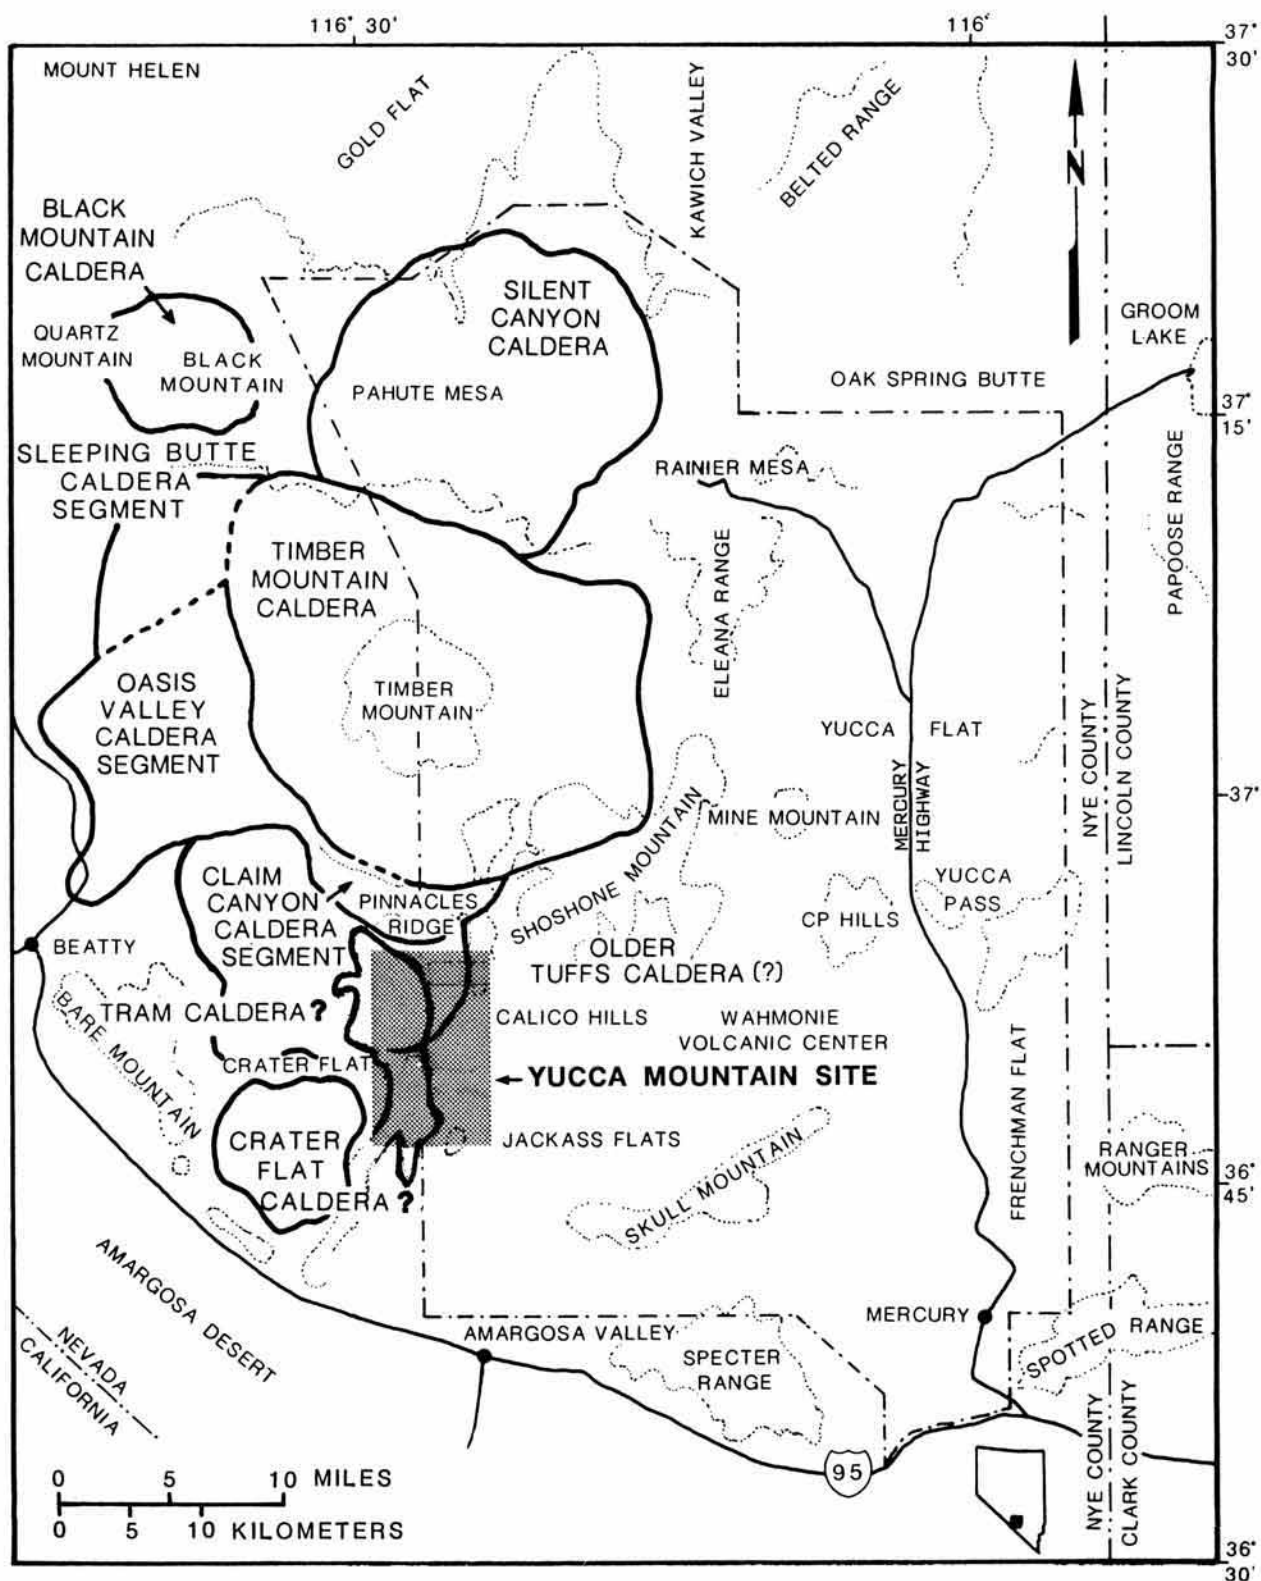 116° 30'
116°
37°
30'
MOUNT HELEN
GOLD FLAT
KAWICH VALLEY
BELTED RANGE
N
BLACK
MOUNTAIN
CALDERA
SILENT
CANYON
CALDERA
GROOM
LAKE
QUARTZ
MOUNTAIN
BLACK
MOUNTAIN
PAHUTE MESA
OAK SPRING BUTTE
37°
15'
SLEEPING BUTTE
CALDERA
SEGMENT
RAINIER MESA
PAPOOSE RANGE
TIMBER
MOUNTAIN
CALDERA
ELEANA RANGE
OASIS
VALLEY
CALDERA
SEGMENT
TIMBER
MOUNTAIN
YUCCA FLAT
NYE COUNTY
LINCOLN COUNTY
37°
MERCURY
HIGHWAY
MINE MOUNTAIN
SHOSHONE MOUNTAIN
CLAIM
CANYON
CALDERA
SEGMENT
PINNACLES
RIDGE
YUCCA
PASS
CP HILLS
BEATTY
OLDER
TUFFS CALDERA (?)
BARE MOUNTAIN
TRAM CALDERA ?
CALICO HILLS
WAHMONIE
VOLCANIC CENTER
CRATER FLAT
YUCCA MOUNTAIN SITE
FRENCHMAN FLAT
CRATER
FLAT
CALDERA ?
JACKASS FLATS
SKULL MOUNTAIN
RANGER
MOUNTAINS
36°
45'
AMARGOSA DESERT
MERCURY
NEVADA
CALIFORNIA
AMARGOSA VALLEY
SPECTER
RANGE
SPOTTED RANGE
NYE COUNTY
CLARK COUNTY
95
0 5 10 MILES
0 5 10 KILOMETERS
36°
30'